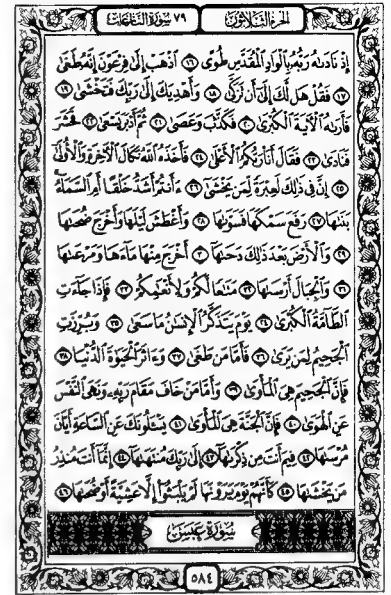 الجزء الثلاثون ٧٩ سورة النازعات
إِذْ نَادَىٰهُ رَبُّهُۥ بِٱلْوَادِ ٱلْمُقَدَّسِ طُوًى ١٦ ٱذْهَبْ إِلَىٰ فِرْعَوْنَ إِنَّهُۥ طَغَىٰ
١٧ فَقُلْ هَل لَّكَ إِلَىٰٓ أَن تَزَكَّىٰ ١٨ وَأَهْدِيَكَ إِلَىٰ رَبِّكَ فَتَخْشَىٰ ١٩
فَأَرَىٰهُ ٱلْـَٔايَةَ ٱلْكُبْرَىٰ ٢٠ فَكَذَّبَ وَعَصَىٰ ٢١ ثُمَّ أَدْبَرَ يَسْعَىٰ ٢٢ فَحَشَرَ
فَنَادَىٰ ٢٣ فَقَالَ أَنَا۠ رَبُّكُمُ ٱلْأَعْلَىٰ ٢٤ فَأَخَذَهُ ٱللَّهُ نَكَالَ ٱلْـَٔاخِرَةِ وَٱلْأُولَىٰٓ
٢٥ إِنَّ فِى ذَٰلِكَ لَعِبْرَةً لِّمَن يَخْشَىٰٓ ٢٦ ءَأَنتُمْ أَشَدُّ خَلْقًا أَمِ ٱلسَّمَآءُ
بَنَىٰهَا ٢٧ رَفَعَ سَمْكَهَا فَسَوَّىٰهَا ٢٨ وَأَغْطَشَ لَيْلَهَا وَأَخْرَجَ ضُحَىٰهَا
٢٩ وَٱلْأَرْضَ بَعْدَ ذَٰلِكَ دَحَىٰهَآ ٣٠ أَخْرَجَ مِنْهَا مَآءَهَا وَمَرْعَىٰهَا
٣١ وَٱلْجِبَالَ أَرْسَىٰهَا ٣٢ مَتَٰعًا لَّكُمْ وَلِأَنْعَٰمِكُمْ ٣٣ فَإِذَا جَآءَتِ
ٱلطَّآمَّةُ ٱلْكُبْرَىٰ ٣٤ يَوْمَ يَتَذَكَّرُ ٱلْإِنسَٰنُ مَا سَعَىٰ ٣٥ وَبُرِّزَتِ
ٱلْجَحِيمُ لِمَن يَرَىٰ ٣٦ فَأَمَّا مَن طَغَىٰ ٣٧ وَءَاثَرَ ٱلْحَيَوٰةَ ٱلدُّنْيَا ٣٨
فَإِنَّ ٱلْجَحِيمَ هِىَ ٱلْمَأْوَىٰ ٣٩ وَأَمَّا مَنْ خَافَ مَقَامَ رَبِّهِۦ وَنَهَى ٱلنَّفْسَ
عَنِ ٱلْهَوَىٰ ٤٠ فَإِنَّ ٱلْجَنَّةَ هِىَ ٱلْمَأْوَىٰ ٤١ يَسْـَٔلُونَكَ عَنِ ٱلسَّاعَةِ أَيَّانَ
مُرْسَىٰهَا ٤٢ فِيمَ أَنتَ مِن ذِكْرَىٰهَآ ٤٣ إِلَىٰ رَبِّكَ مُنتَهَىٰهَآ ٤٤ إِنَّمَآ أَنتَ مُنذِرُ
مَن يَخْشَىٰهَا ٤٥ كَأَنَّهُمْ يَوْمَ يَرَوْنَهَا لَمْ يَلْبَثُوٓا۟ إِلَّا عَشِيَّةً أَوْ ضُحَىٰهَا ٤٦
سورة عبس
٥٨٤